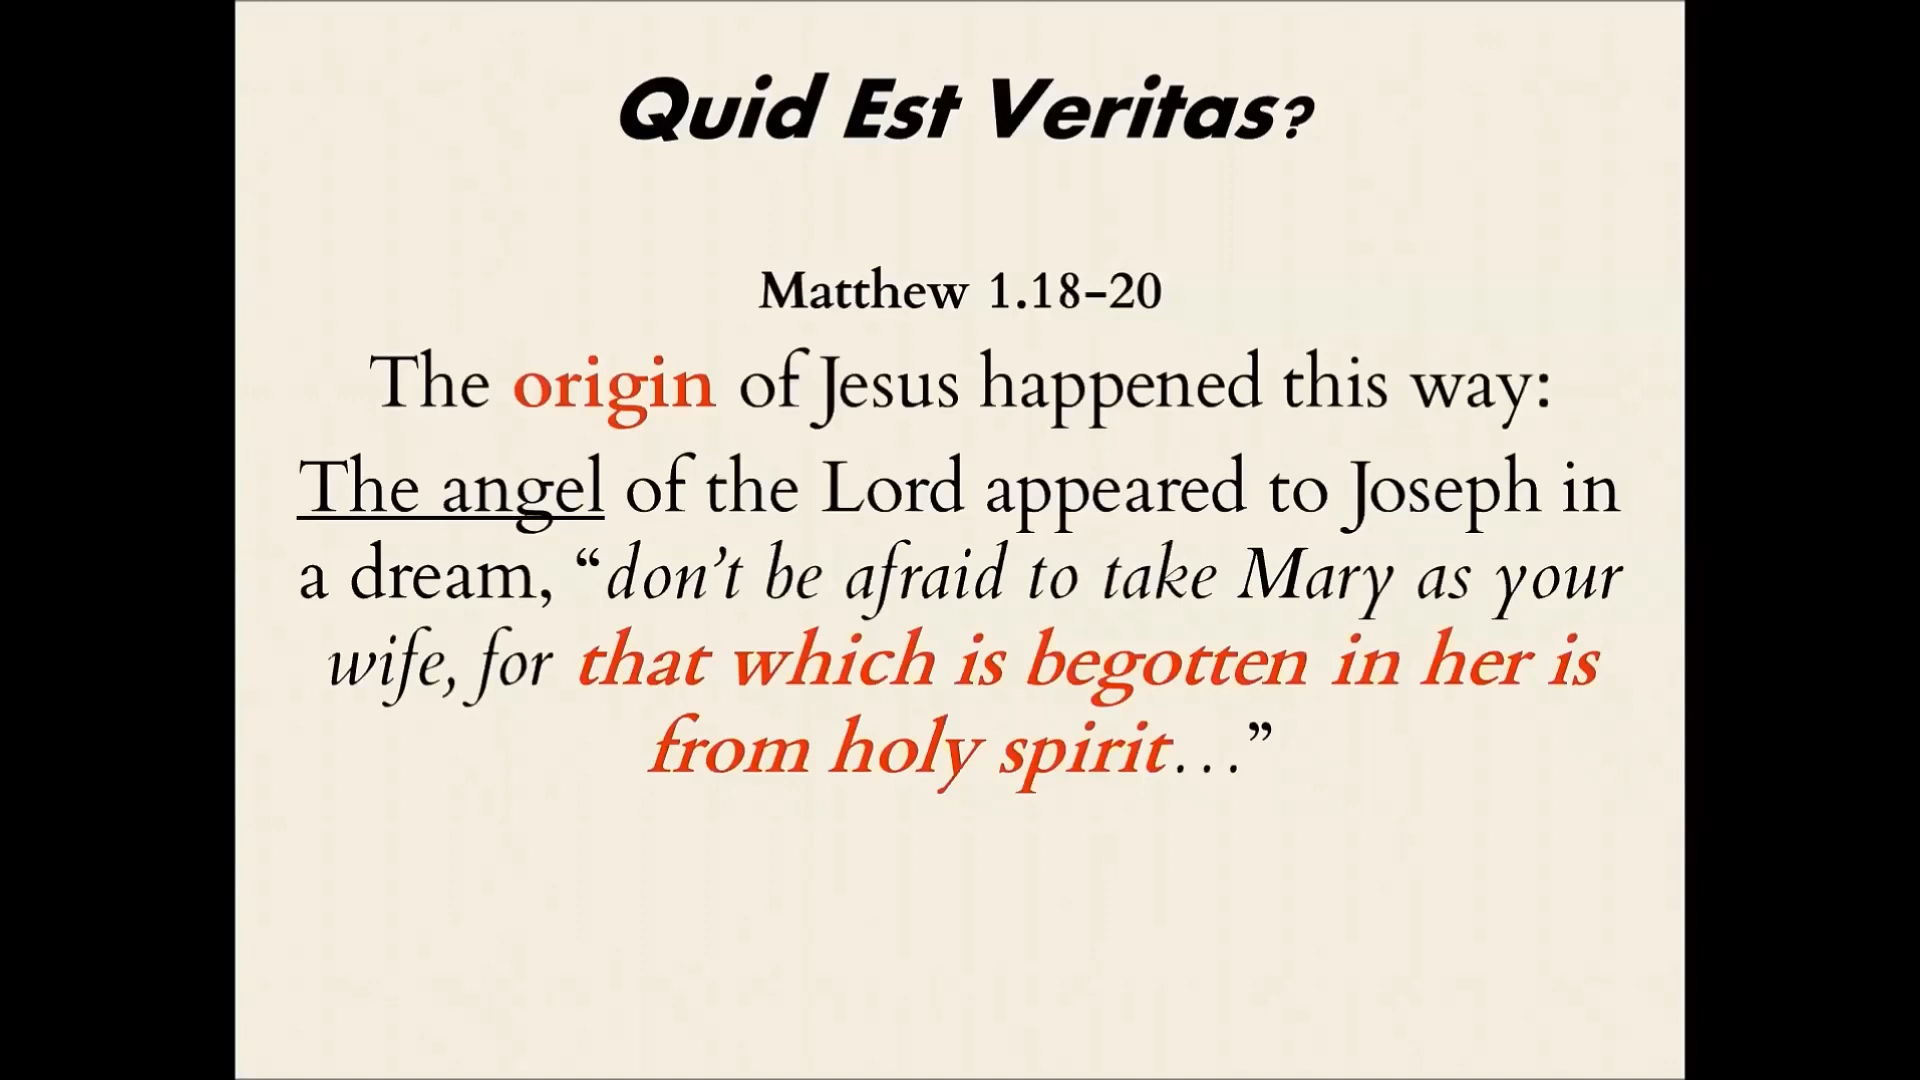 Quid Est Veritas?
Matthew 1.18-20
The origin of Jesus happened this way:
The angel of the Lord appeared to Joseph in
a dream, “don’t be afraid to take Mary as your
wife, for that which is begotten in her is
from holy spirit…”